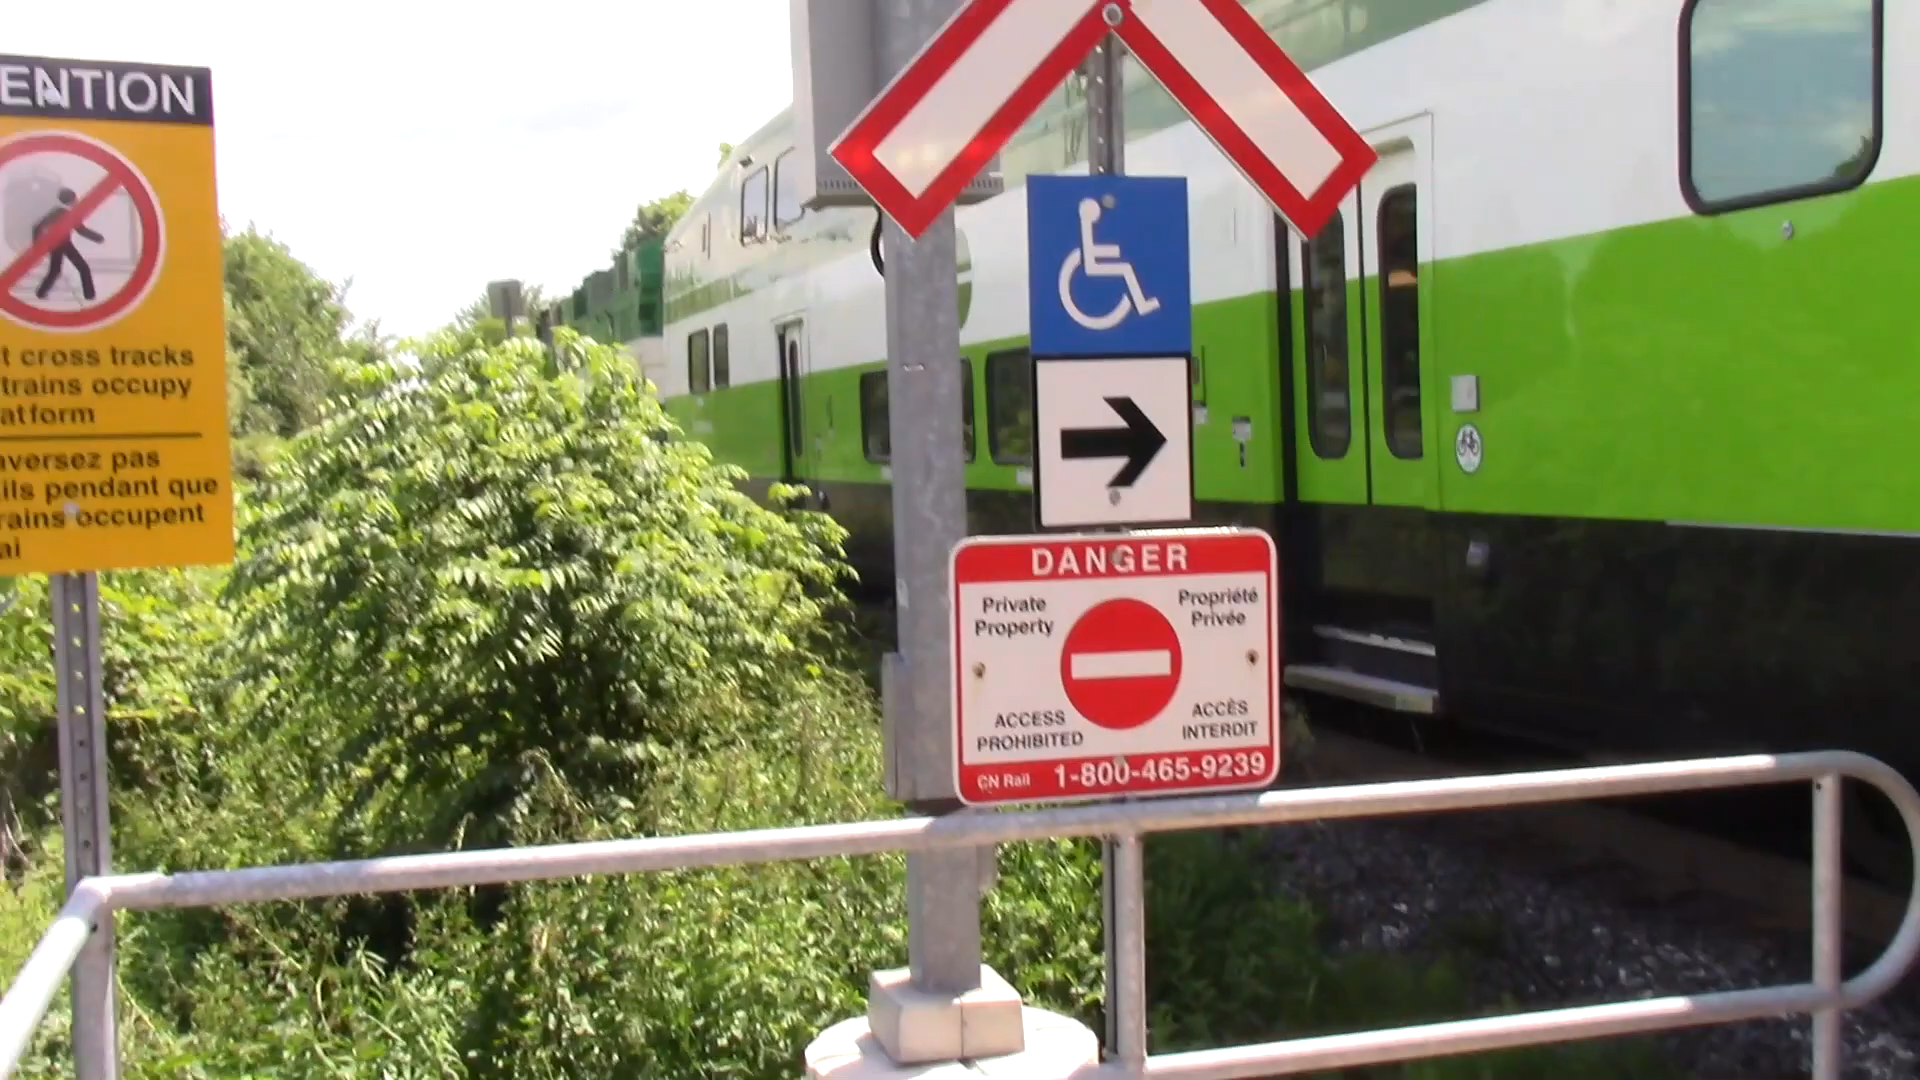 ENTION
t cross tracks
trains occupy
atform
aversez pas
ils pendant que
rains occupent
ai
DANGER
Private
Property
Propriété
Privée
ACCESS
PROHIBITED
ACCÈS
INTERDIT
CN Rail 1-800-465-9239